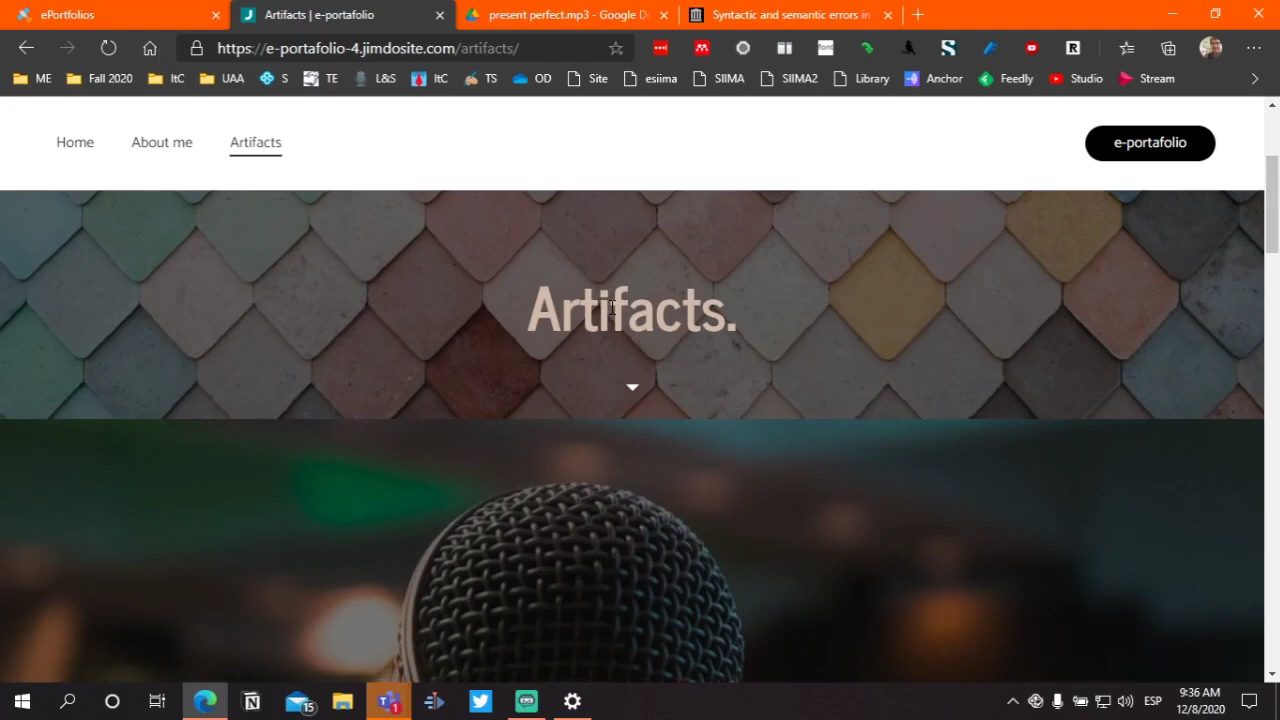 ePortfolios
Artifacts | e-portafolio
present perfect.mp3 - Google D
Syntactic and semantic errors in
https://e-portafolio-4.jimdosite.com/artifacts/
ME
Fall 2020
ItC
UAA
S
TE
L&S
ItC
TS
OD
Site
esiima
SIIMA
SIIMA2
Library
Anchor
Feedly
Studio
Stream
Home
About me
Artifacts
e-portafolio
Artifacts.
15
1
ESP
9:36 AM
12/8/2020